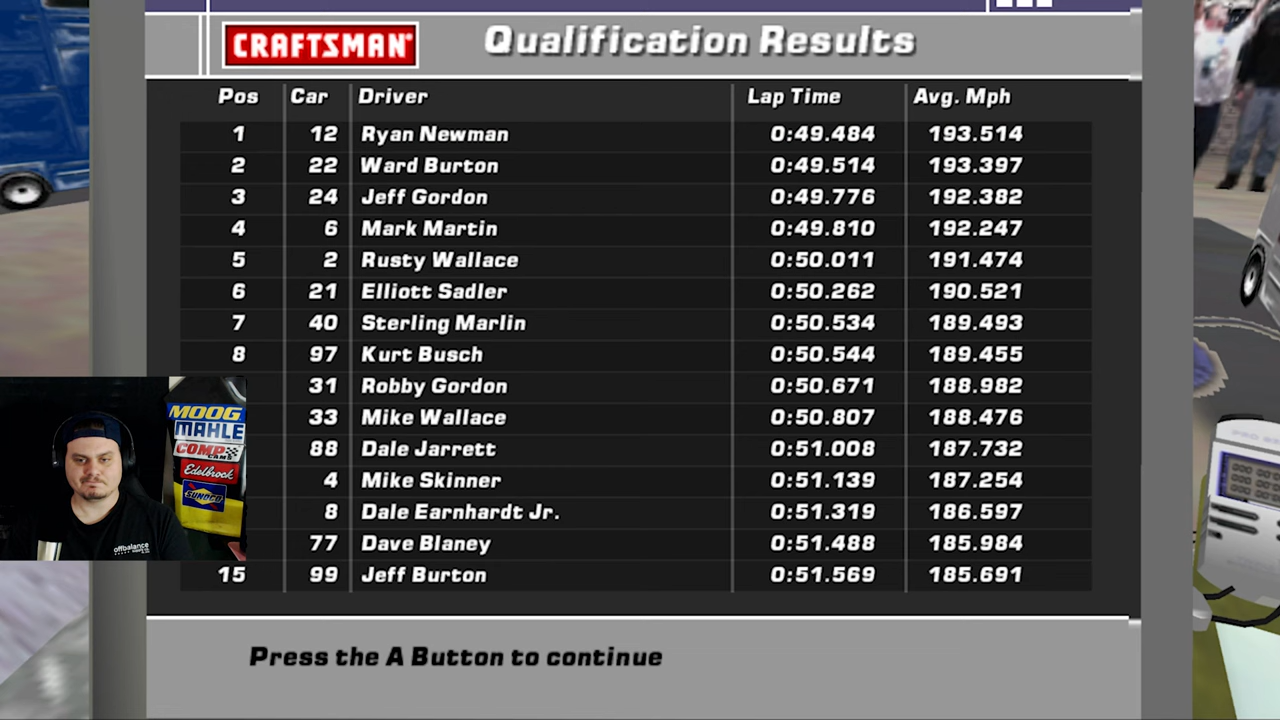 CRAFTSMAN Qualification Results
Pos Car Driver Lap Time Avg. Mph
1 12 Ryan Newman 0:49.484 193.514
2 22 Ward Burton 0:49.514 193.397
3 24 Jeff Gordon 0:49.776 192.382
4 6 Mark Martin 0:49.810 192.247
5 2 Rusty Wallace 0:50.011 191.474
6 21 Elliott Sadler 0:50.262 190.521
7 40 Sterling Marlin 0:50.534 189.493
8 97 Kurt Busch 0:50.544 189.455
31 Robby Gordon 0:50.671 188.982
33 Mike Wallace 0:50.807 188.476
88 Dale Jarrett 0:51.008 187.732
4 Mike Skinner 0:51.139 187.254
8 Dale Earnhardt Jr. 0:51.319 186.597
77 Dave Blaney 0:51.488 185.984
15 99 Jeff Burton 0:51.569 185.691
MOOG
MAHLE
COMP
CAMS
Edelbrock
SUNOCO
offbalance
Press the A Button to continue